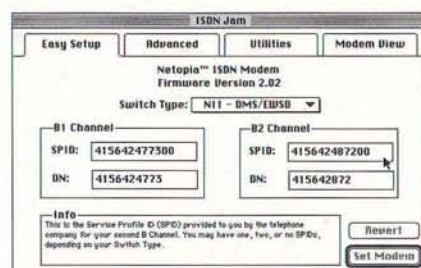 ISDN Jam
Easy Setup
Advanced
Utilities
Modem View
Netopia™ ISDN Modem
Firmware Version 2.02
Switch Type: NI1 - DMS/EWSD
B1 Channel
SPID: 415642477300
DN: 4156424773
B2 Channel
SPID: 415642487200
DN: 415642872
Info
This is the Service Profile ID (SPID) provided to you by the telephone
company for your second B Channel. You may have one, two, or no SPIDs,
depending on your Switch Type.
Revert
Set Modem